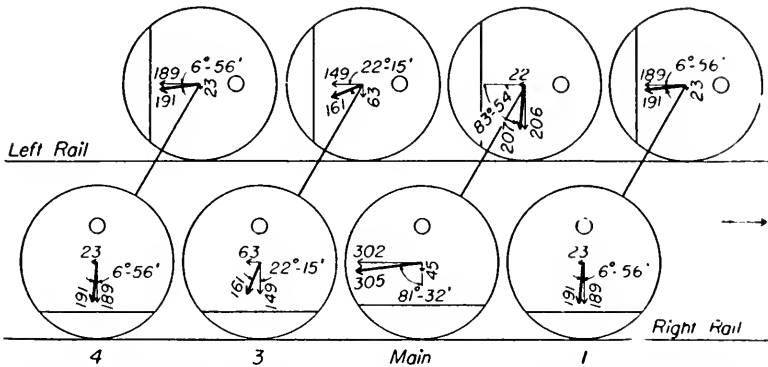 189 6°-56' 23 191
149 22°-15' 63 161
22 83°-54' 207 206
189 6°-56' 23 191
Left Rail
23 6°-56' 191 189
63 22°-15' 161 149
302 305 45 81°-32'
23 6°-56' 191 189
Right Rail
4 3 Main 1